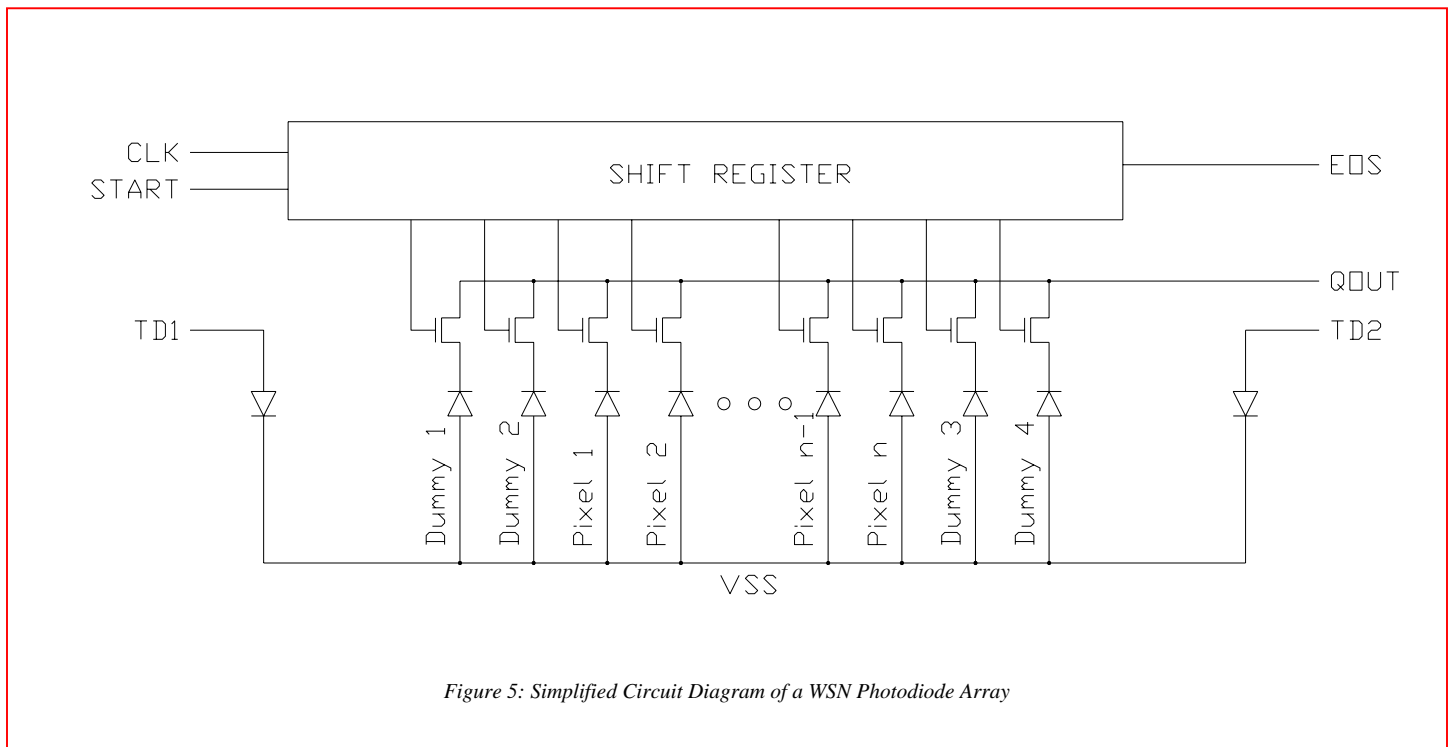 CLK
START
SHIFT REGISTER
EOS
QOUT
TD1
TD2
Dummy 1
Dummy 2
Pixel 1
Pixel 2
Pixel n-1
Pixel n
Dummy 3
Dummy 4
VSS
Figure 5: Simplified Circuit Diagram of a WSN Photodiode Array